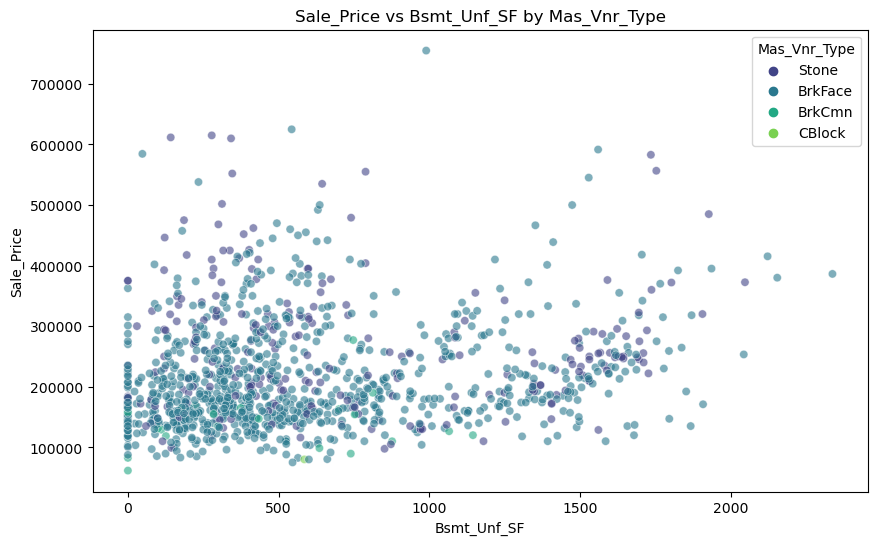 Sale_Price vs Bsmt_Unf_SF by Mas_Vnr_Type
Mas_Vnr_Type
Stone
BrkFace
BrkCmn
CBlock
Sale_Price
700000
600000
500000
400000
300000
200000
100000
0
500
1000
1500
2000
Bsmt_Unf_SF